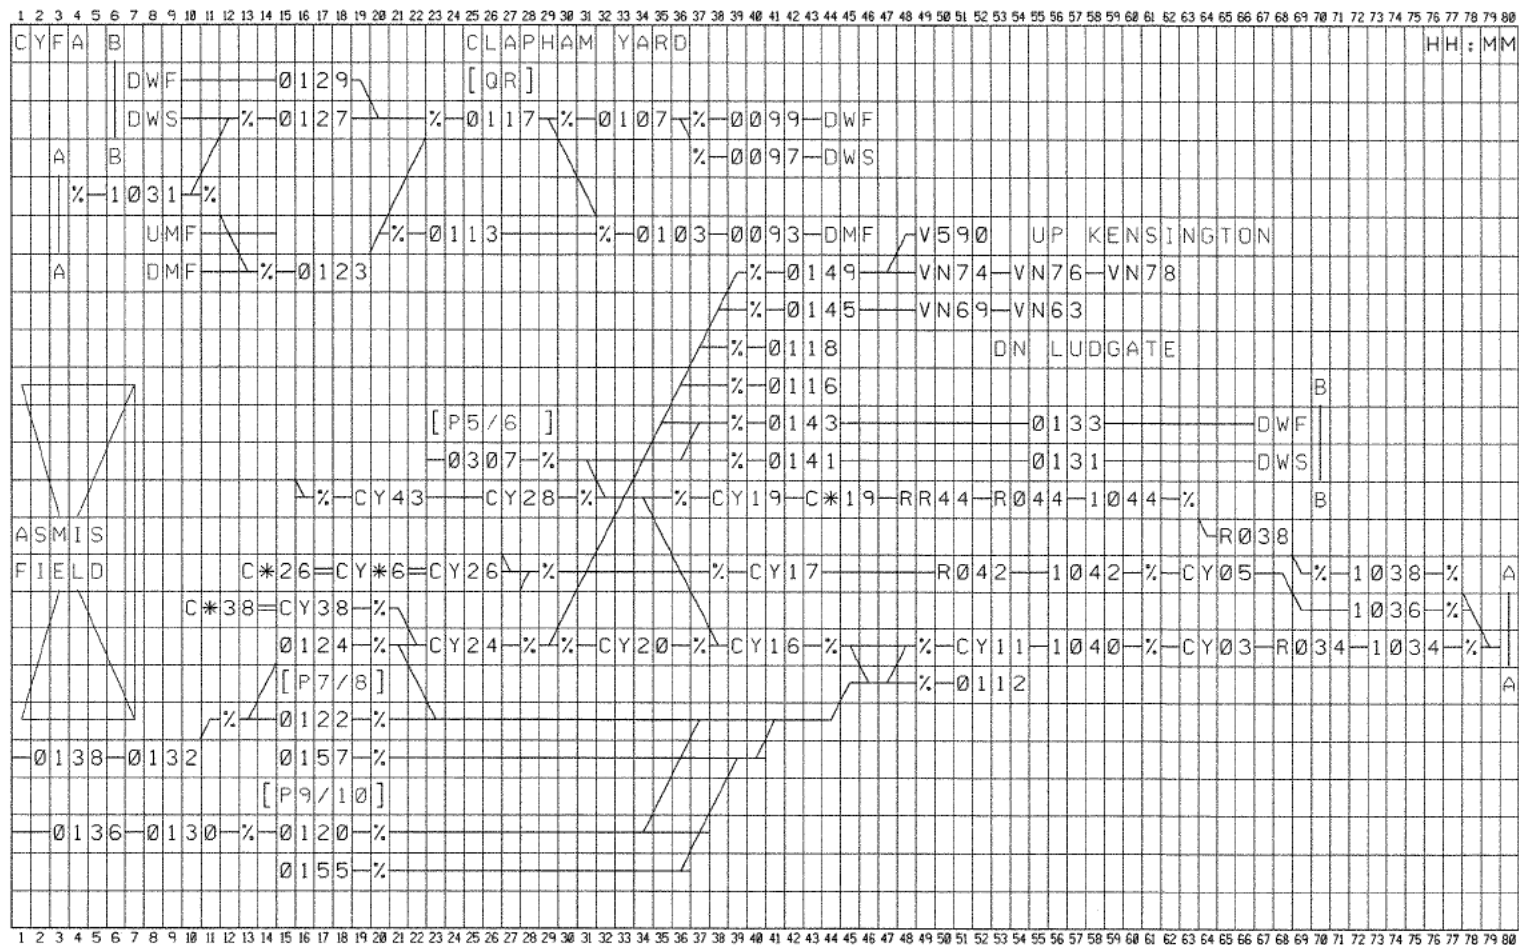 1 2 3 4 5 6 7 8 9 10 11 12 13 14 15 16 17 18 19 20 21 22 23 24 25 26 27 28 29 30 31 32 33 34 35 36 37 38 39 40 41 42 43 44 45 46 47 48 49 50 51 52 53 54 55 56 57 58 59 60 61 62 63 64 65 66 67 68 69 70 71 72 73 74 75 76 77 78 79 80
CYFA B CLAPHAM YARD HH:MM
DWF 0129 [QR]
DWS % 0127 % 0117 % 0107 % 0099 DWF
A B % 0097 DWS
% 1031 %
UMF % 0113 % 0103 0093 DMF V590 UP KENSINGTON
A DMF % 0123 % 0149 VN74 VN76 VN78
% 0145 VN69 VN63
% 0118 DN LUDGATE
% 0116 B
[P5/6 ] % 0143 0133 DWF
0307 % % 0141 0131 DWS
% CY43 CY28 % % CY19 C*19 RR44 R044 1044 % B
ASMIS R038
FIELD C*26=CY*6=CY26 % % CY17 R042 1042 % CY05 % 1038 % A
C*38=CY38 % 1036 %
0124 % CY24 % % CY20 % CY16 % % CY11 1040 % CY03 R034 1034 %
[P7/8] % 0112 A
% 0122 %
0138 0132 0157 %
[P9/10]
0136 0130 % 0120 %
0155 %
1 2 3 4 5 6 7 8 9 10 11 12 13 14 15 16 17 18 19 20 21 22 23 24 25 26 27 28 29 30 31 32 33 34 35 36 37 38 39 40 41 42 43 44 45 46 47 48 49 50 51 52 53 54 55 56 57 58 59 60 61 62 63 64 65 66 67 68 69 70 71 72 73 74 75 76 77 78 79 80